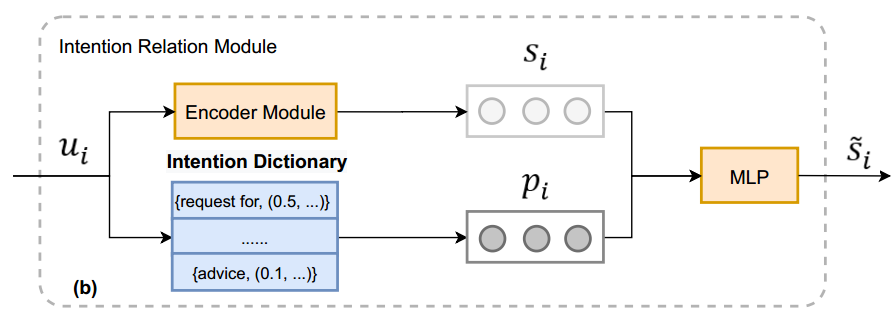 Intention Relation Module
s_i
Encoder Module
u_i
Intention Dictionary
{request for, (0.5, ...)}
......
{advice, (0.1, ...)}
p_i
MLP
s̃_i
(b)